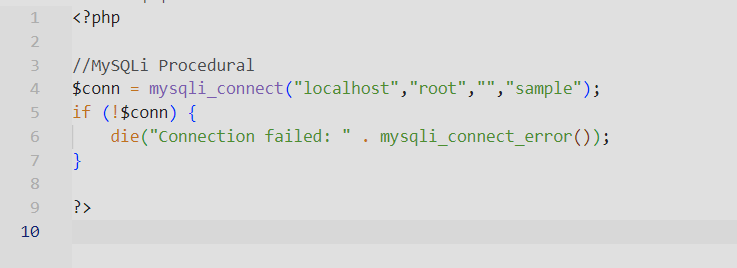 1 <?php
2
3 //MySQLi Procedural
4 $conn = mysqli_connect("localhost","root","","sample");
5 if (!$conn) {
6     die("Connection failed: " . mysqli_connect_error());
7 }
8
9 ?>
10